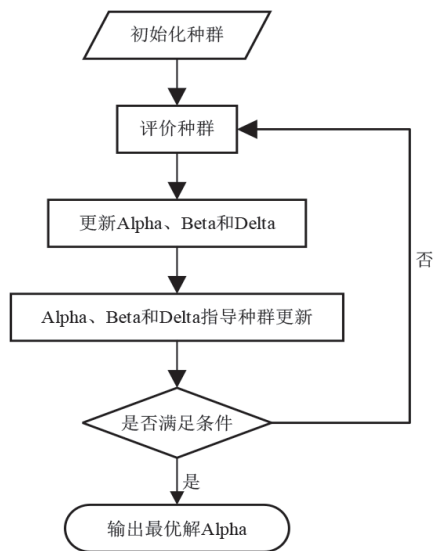 初始化种群
评价种群
更新Alpha、Beta和Delta
否
Alpha、Beta和Delta指导种群更新
是否满足条件
是
输出最优解Alpha